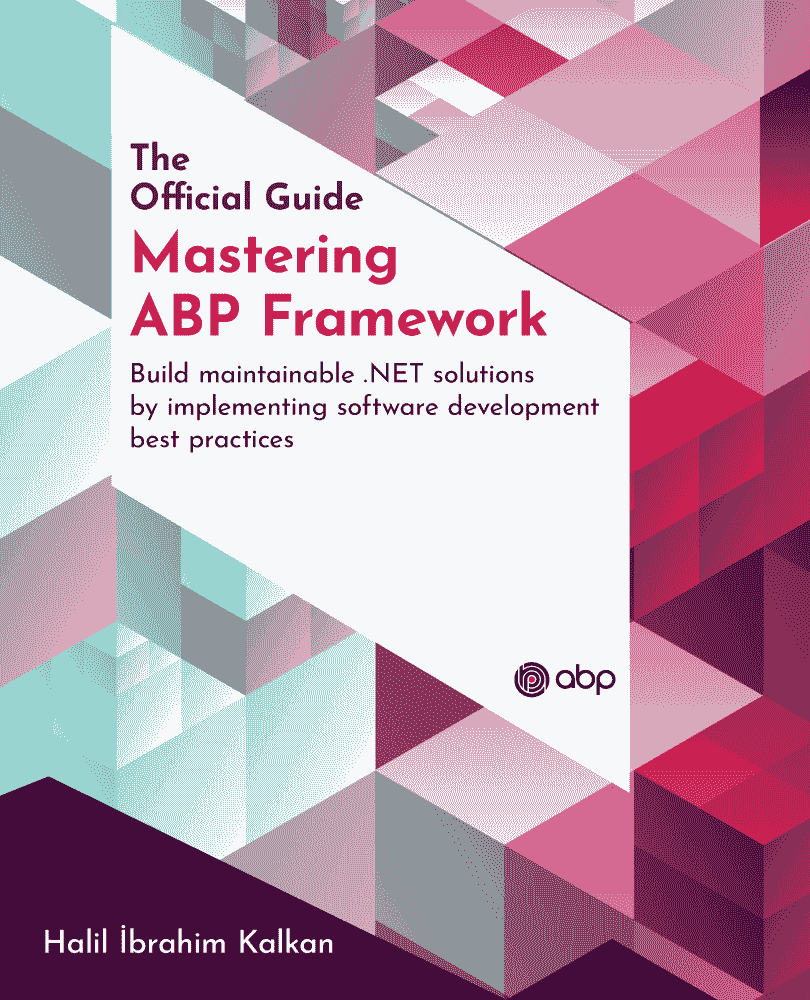 The
Official Guide
Mastering
ABP Framework
Build maintainable .NET solutions
by implementing software development
best practices
abp
Halil İbrahim Kalkan